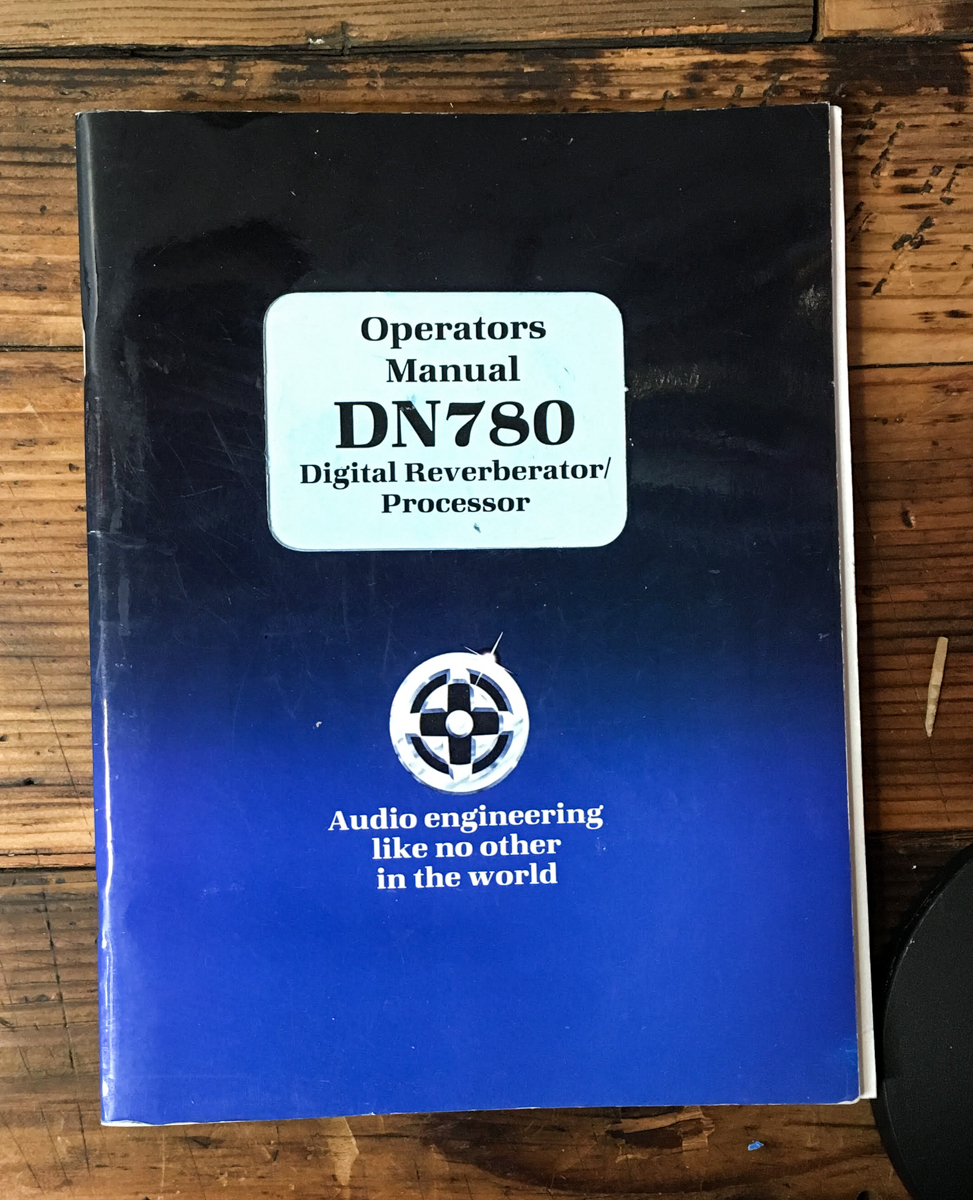 Operators
Manual
DN780
Digital Reverberator/
Processor
Audio engineering
like no other
in the world